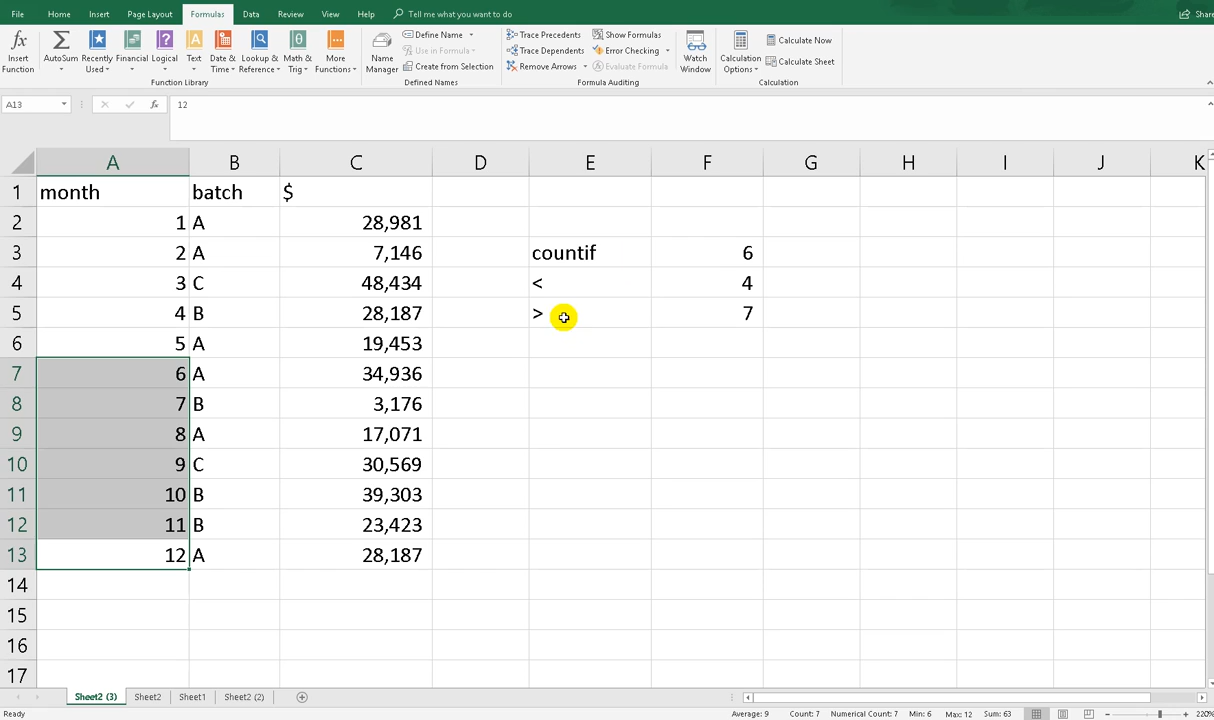 File Home Insert Page Layout Formulas Data Review View Help Tell me what you want to do Share
fx Insert Function
AutoSum
Recently Used
Financial
Logical
Text
Date & Time
Lookup & Reference
Math & Trig
More Functions
Function Library
Name Manager
Define Name
Use in Formula
Create from Selection
Defined Names
Trace Precedents
Trace Dependents
Remove Arrows
Show Formulas
Error Checking
Evaluate Formula
Formula Auditing
Watch Window
Calculation Options
Calculate Now
Calculate Sheet
Calculation
A13 fx 12
A B C D E F G H I J K
1 month batch $
2 1 A 28,981
3 2 A 7,146 countif 6
4 3 C 48,434 < 4
5 4 B 28,187 > 7
6 5 A 19,453
7 6 A 34,936
8 7 B 3,176
9 8 A 17,071
10 9 C 30,569
11 10 B 39,303
12 11 B 23,423
13 12 A 28,187
14
15
16
17
Sheet2 (3) Sheet2 Sheet1 Sheet2 (2)
Ready Average: 9 Count: 7 Numerical Count: 7 Min: 6 Max: 12 Sum: 63 220%